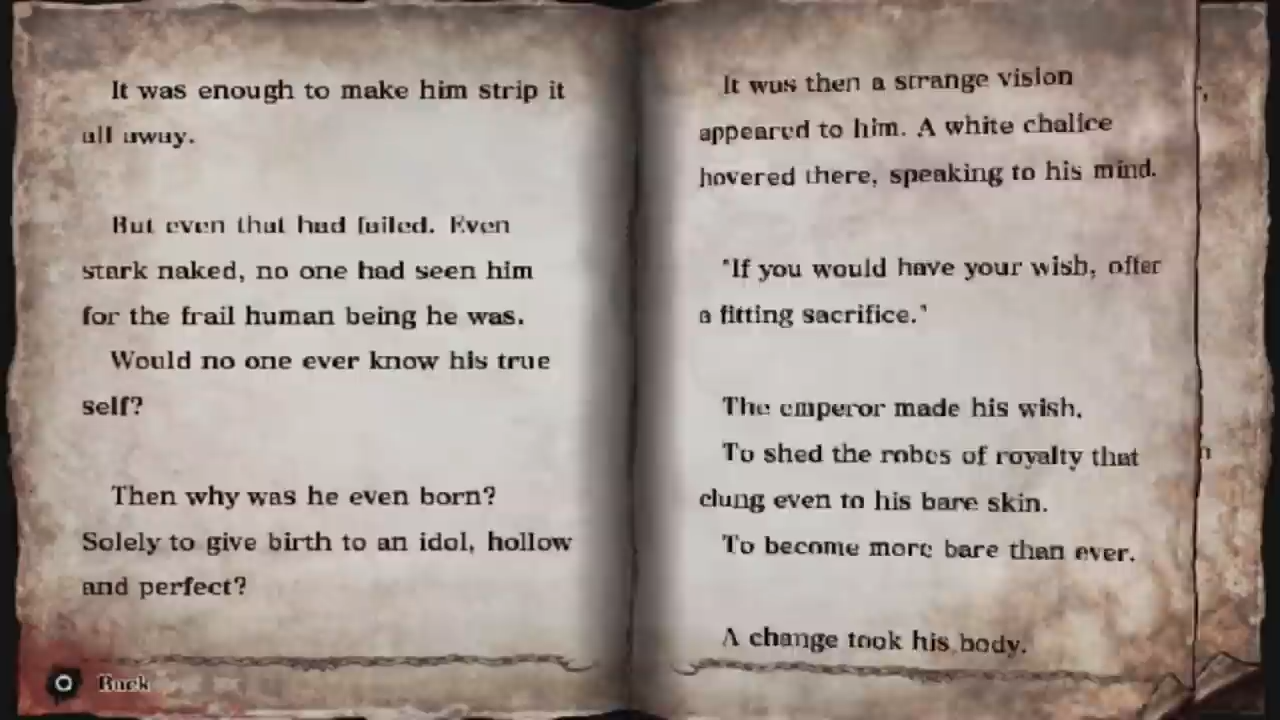 It was enough to make him strip it
all away.
But even that had failed. Even
stark naked, no one had seen him
for the frail human being he was.
Would no one ever know his true
self?
Then why was he even born?
Solely to give birth to an idol, hollow
and perfect?
It was then a strange vision
appeared to him. A white chalice
hovered there, speaking to his mind.
"If you would have your wish, offer
a fitting sacrifice."
The emperor made his wish.
To shed the robes of royalty that
clung even to his bare skin.
To become more bare than ever.
A change took his body.
Back